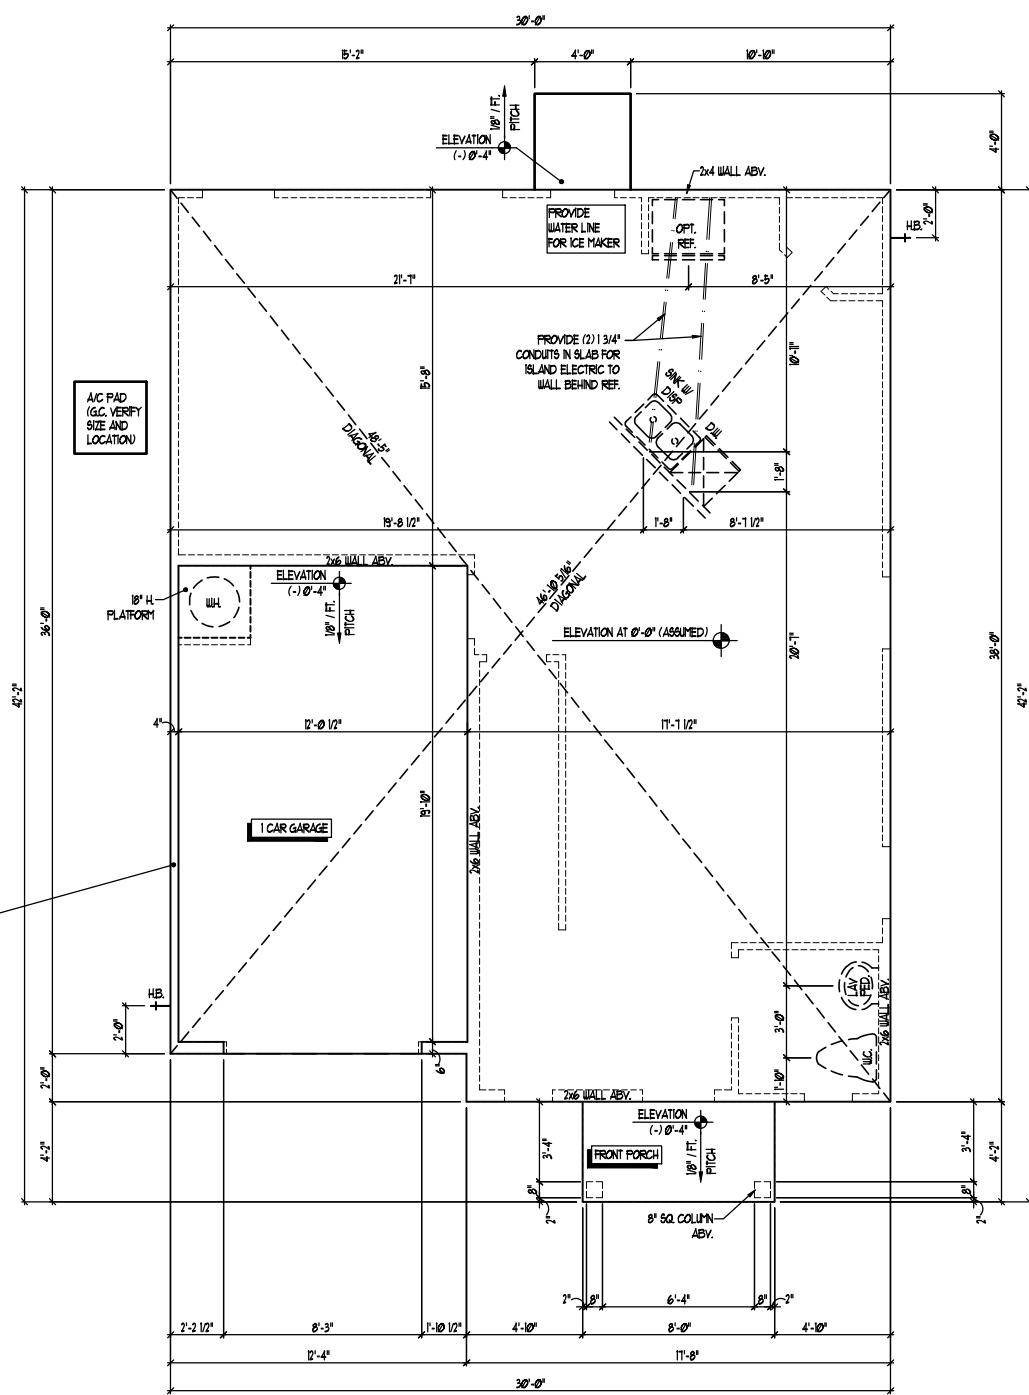 30'-0"
15'-2"
4'-0"
10'-10"
1/8" / FT.
PITCH
ELEVATION
(-) 0'-4"
4'-0"
2x4 WALL ABV.
PROVIDE
WATER LINE
FOR ICE MAKER
OPT.
REF.
H.B.
2'-0"
21'-7"
8'-5"
PROVIDE (2) 1 3/4"
CONDUITS IN SLAB FOR
ISLAND ELECTRIC TO
WALL BEHIND REF.
10'-11"
15'-8"
SINK W/
DISP
D.W.
A/C PAD
(G.C. VERIFY
SIZE AND
LOCATION)
48'-5"
DIAGONAL
1'-8"
19'-8 1/2"
1'-8"
8'-7 1/2"
2x6 WALL ABV.
ELEVATION
(-) 0'-4"
1/8" / FT.
PITCH
18" H.
PLATFORM
W.H.
46'-10 5/16"
DIAGONAL
ELEVATION AT 0'-0" (ASSUMED)
36'-0"
20'-7"
38'-0"
42'-2"
42'-2"
4"
12'-0 1/2"
17'-7 1/2"
19'-10"
1 CAR GARAGE
2x6 WALL ABV.
H.B.
2'-0"
LAV
PED.
3'-0"
2x6 WALL ABV.
W.C.
1'-10"
6"
2'-0"
2x6 WALL ABV.
ELEVATION
(-) 0'-4"
4'-2"
3'-4"
FRONT PORCH
1/8" / FT.
PITCH
3'-4"
4'-2"
8"
8"
2"
2"
8" SQ. COLUMN
ABV.
2"
8"
6'-4"
8"
2"
2'-2 1/2"
8'-3"
1'-10 1/2"
4'-10"
8'-0"
4'-10"
12'-4"
17'-8"
30'-0"